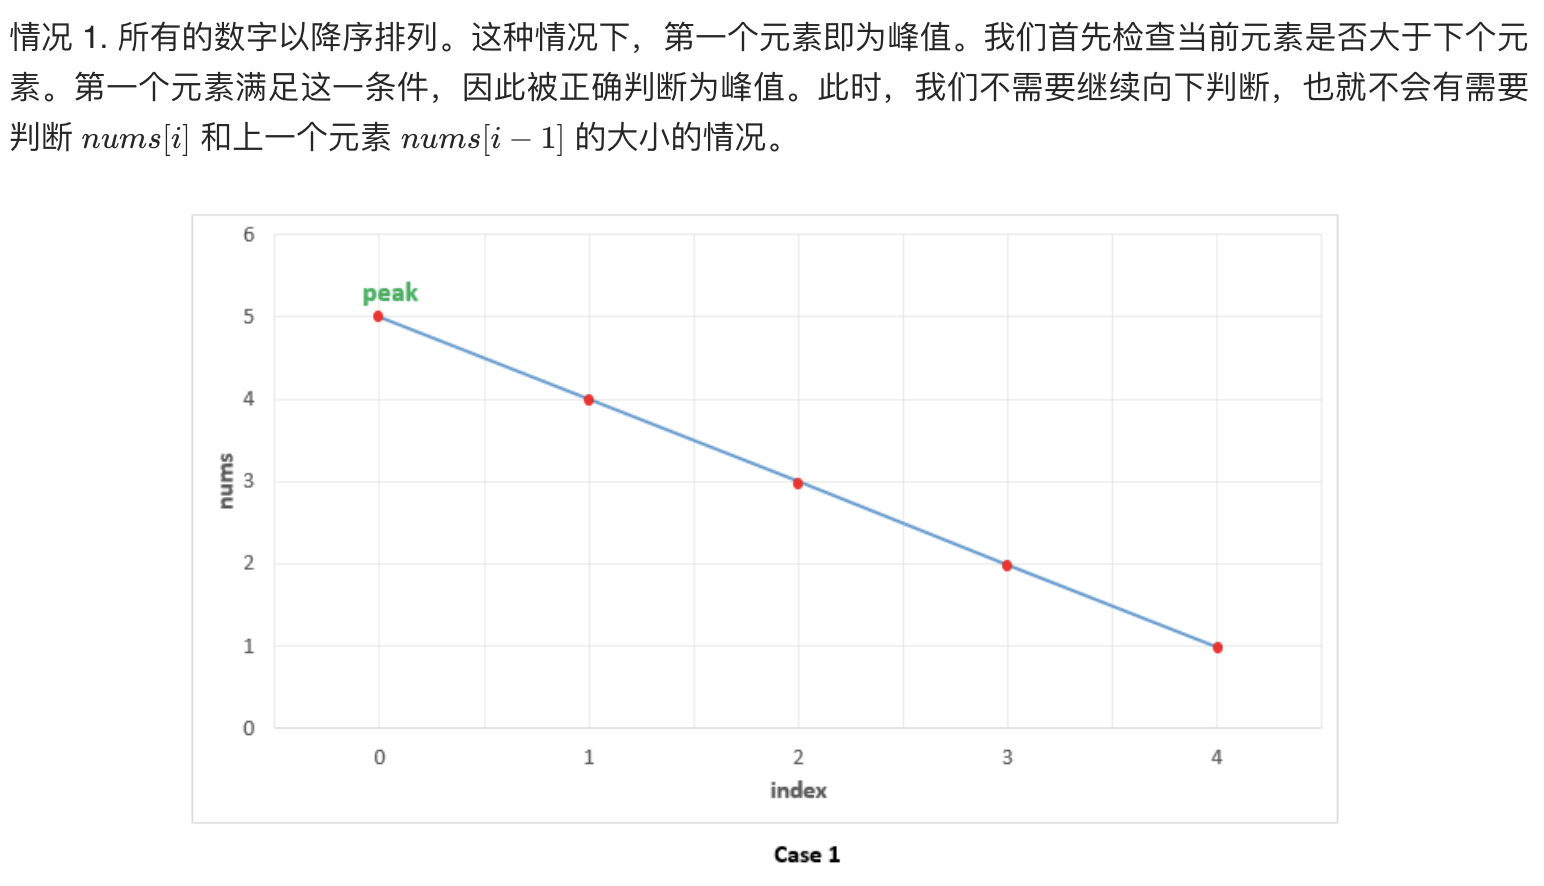 情况 1. 所有的数字以降序排列。这种情况下，第一个元素即为峰值。我们首先检查当前元素是否大于下个元
素。第一个元素满足这一条件，因此被正确判断为峰值。此时，我们不需要继续向下判断，也就不会有需要
判断 nums[i] 和上一个元素 nums[i − 1] 的大小的情况。
6
peak
5
4
nums
3
2
1
0
0 1 2 3 4
index
Case 1